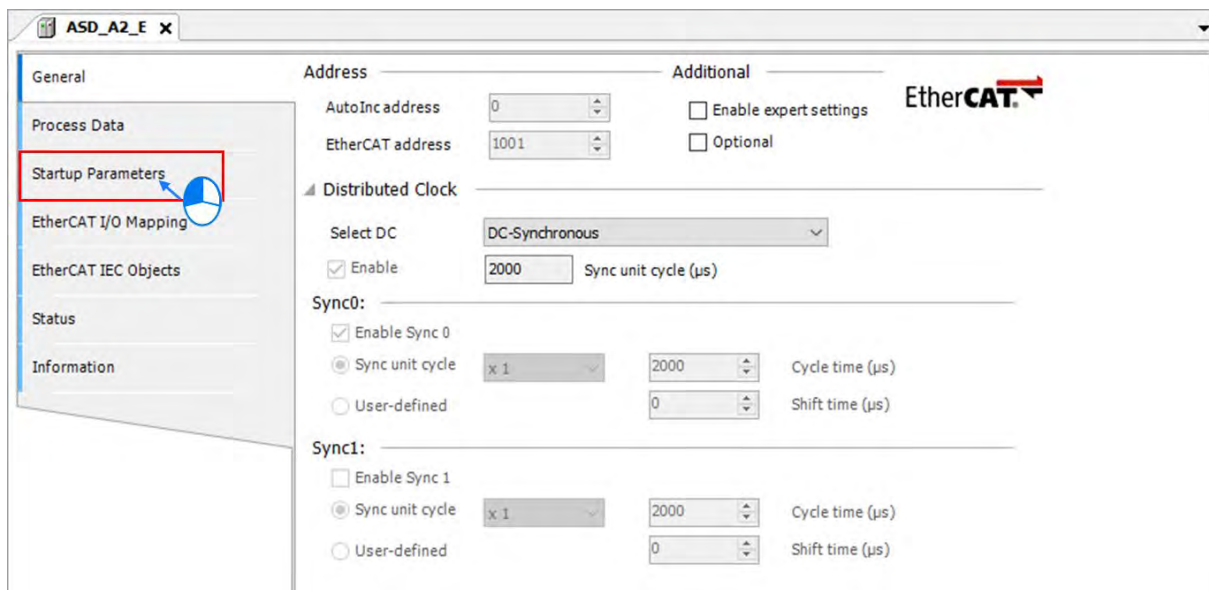 ASD_A2_E
General
Process Data
Startup Parameters
EtherCAT I/O Mapping
EtherCAT IEC Objects
Status
Information
Address
AutoInc address 0
EtherCAT address 1001
Additional
Enable expert settings
Optional
EtherCAT
Distributed Clock
Select DC DC-Synchronous
Enable 2000 Sync unit cycle (µs)
Sync0:
Enable Sync 0
Sync unit cycle x 1 2000 Cycle time (µs)
User-defined 0 Shift time (µs)
Sync1:
Enable Sync 1
Sync unit cycle x 1 2000 Cycle time (µs)
User-defined 0 Shift time (µs)